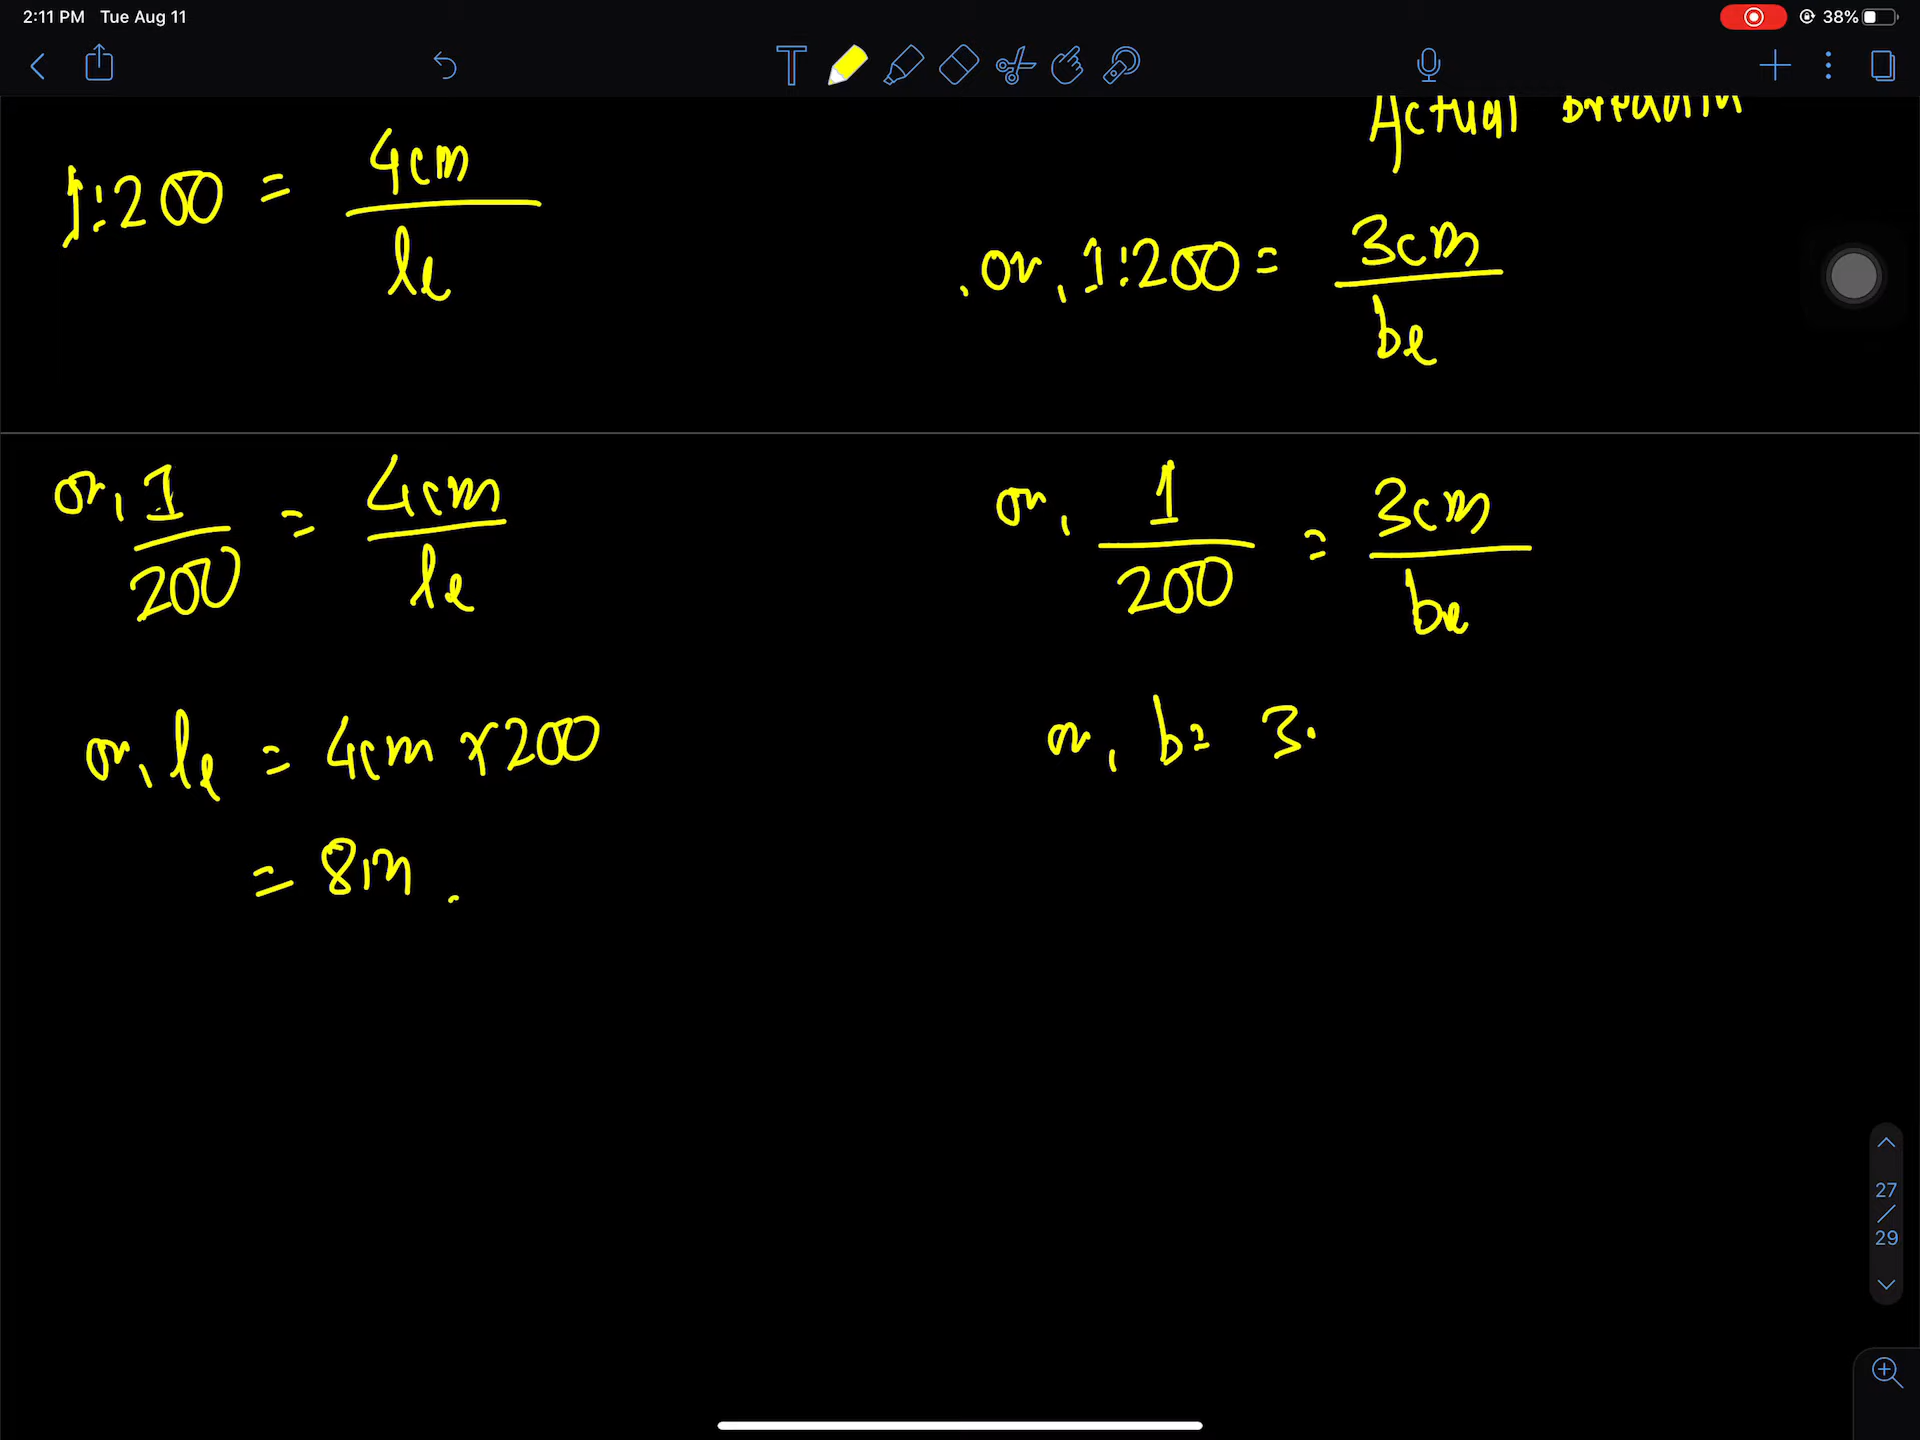 2:11 PM Tue Aug 11
38%
1:200 = 4cm / le
Actual breadth
or, 1:200 = 3cm / be
or, 1/200 = 4cm / le
or, 1/200 = 3cm / be
or, le = 4cm × 200
= 8m.
or, b = 3.
27
/
29